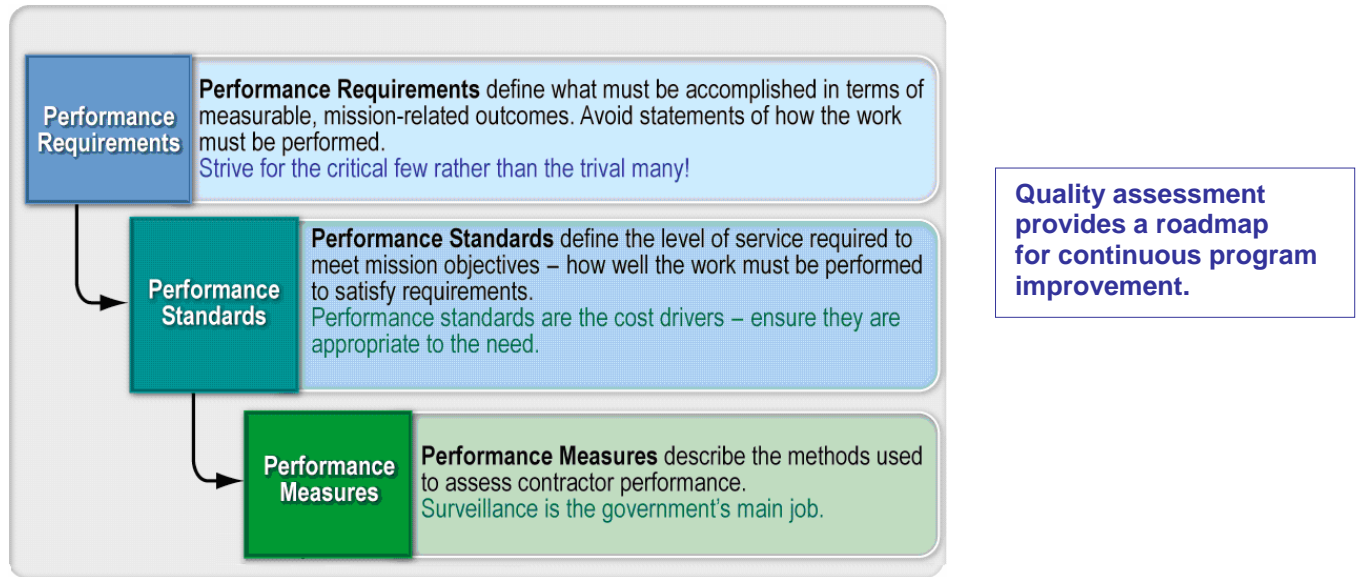 Performance
Requirements
Performance Requirements define what must be accomplished in terms of
measurable, mission-related outcomes. Avoid statements of how the work
must be performed.
Strive for the critical few rather than the trival many!
Performance
Standards
Performance Standards define the level of service required to
meet mission objectives – how well the work must be performed
to satisfy requirements.
Performance standards are the cost drivers – ensure they are
appropriate to the need.
Performance
Measures
Performance Measures describe the methods used
to assess contractor performance.
Surveillance is the government's main job.
Quality assessment
provides a roadmap
for continuous program
improvement.